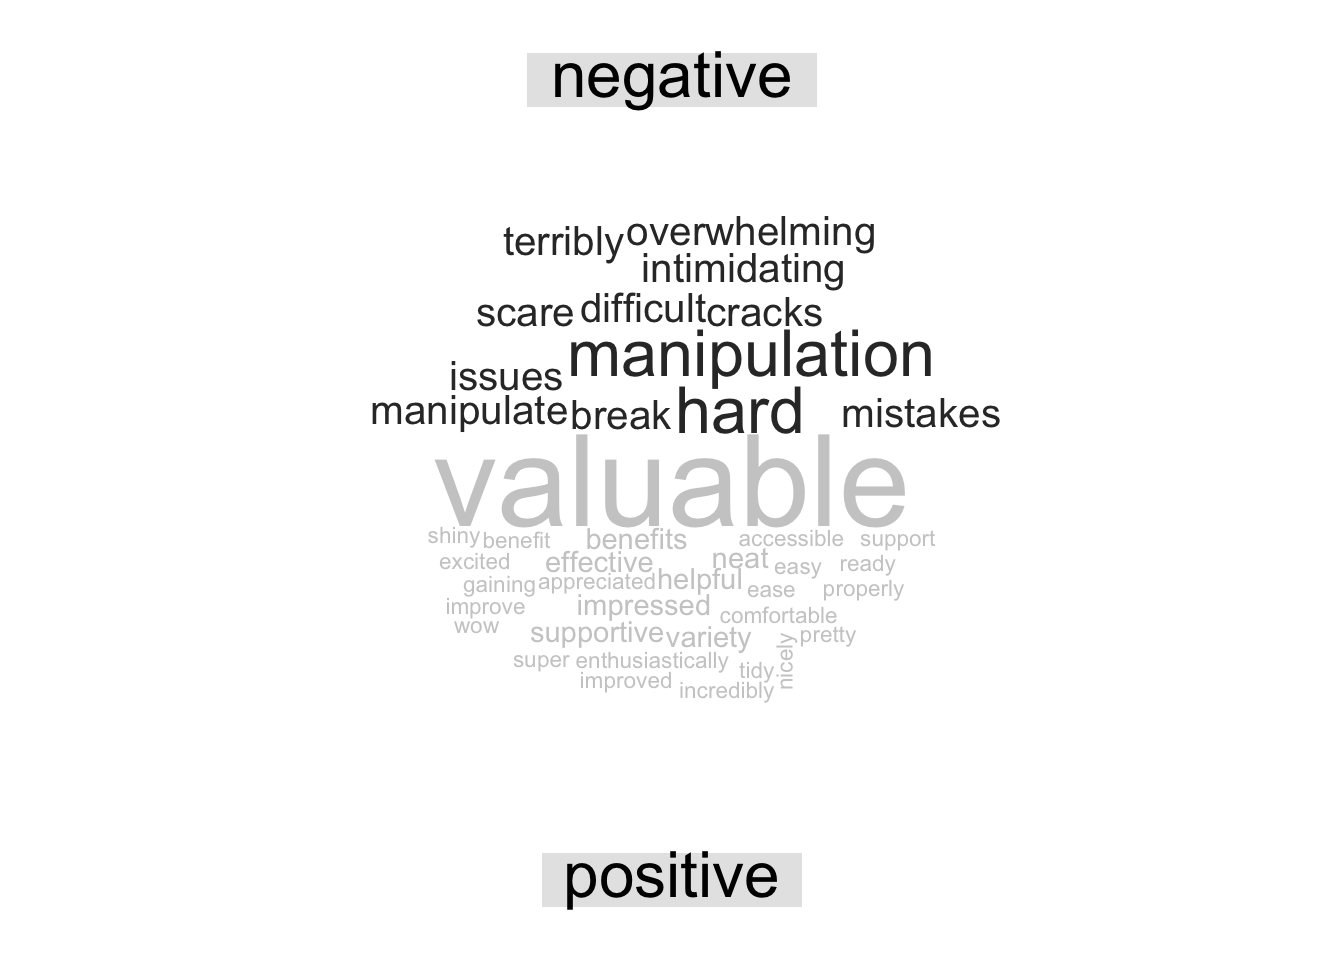 negative
terribly overwhelming
intimidating
scare difficult cracks
manipulation
issues
manipulate break hard mistakes
valuable
shiny benefit benefits accessible support
excited effective neat easy ready
gaining appreciated helpful ease properly
improve impressed comfortable
wow supportive variety nicely pretty
super enthusiastically tidy
improved incredibly
positive